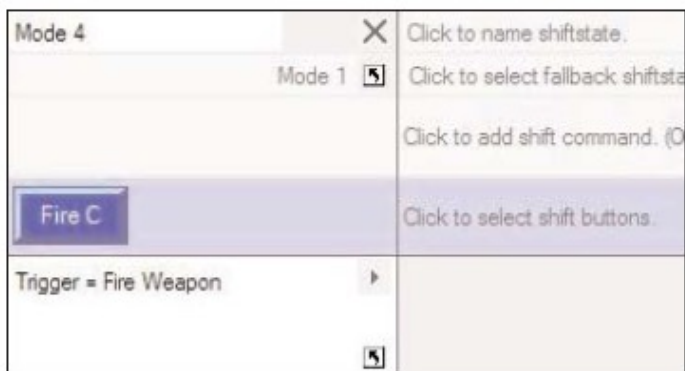 Mode 4 Click to name shiftstate.
Mode 1 Click to select fallback shiftsta
Click to add shift command. (O
Fire C Click to select shift buttons.
Trigger = Fire Weapon